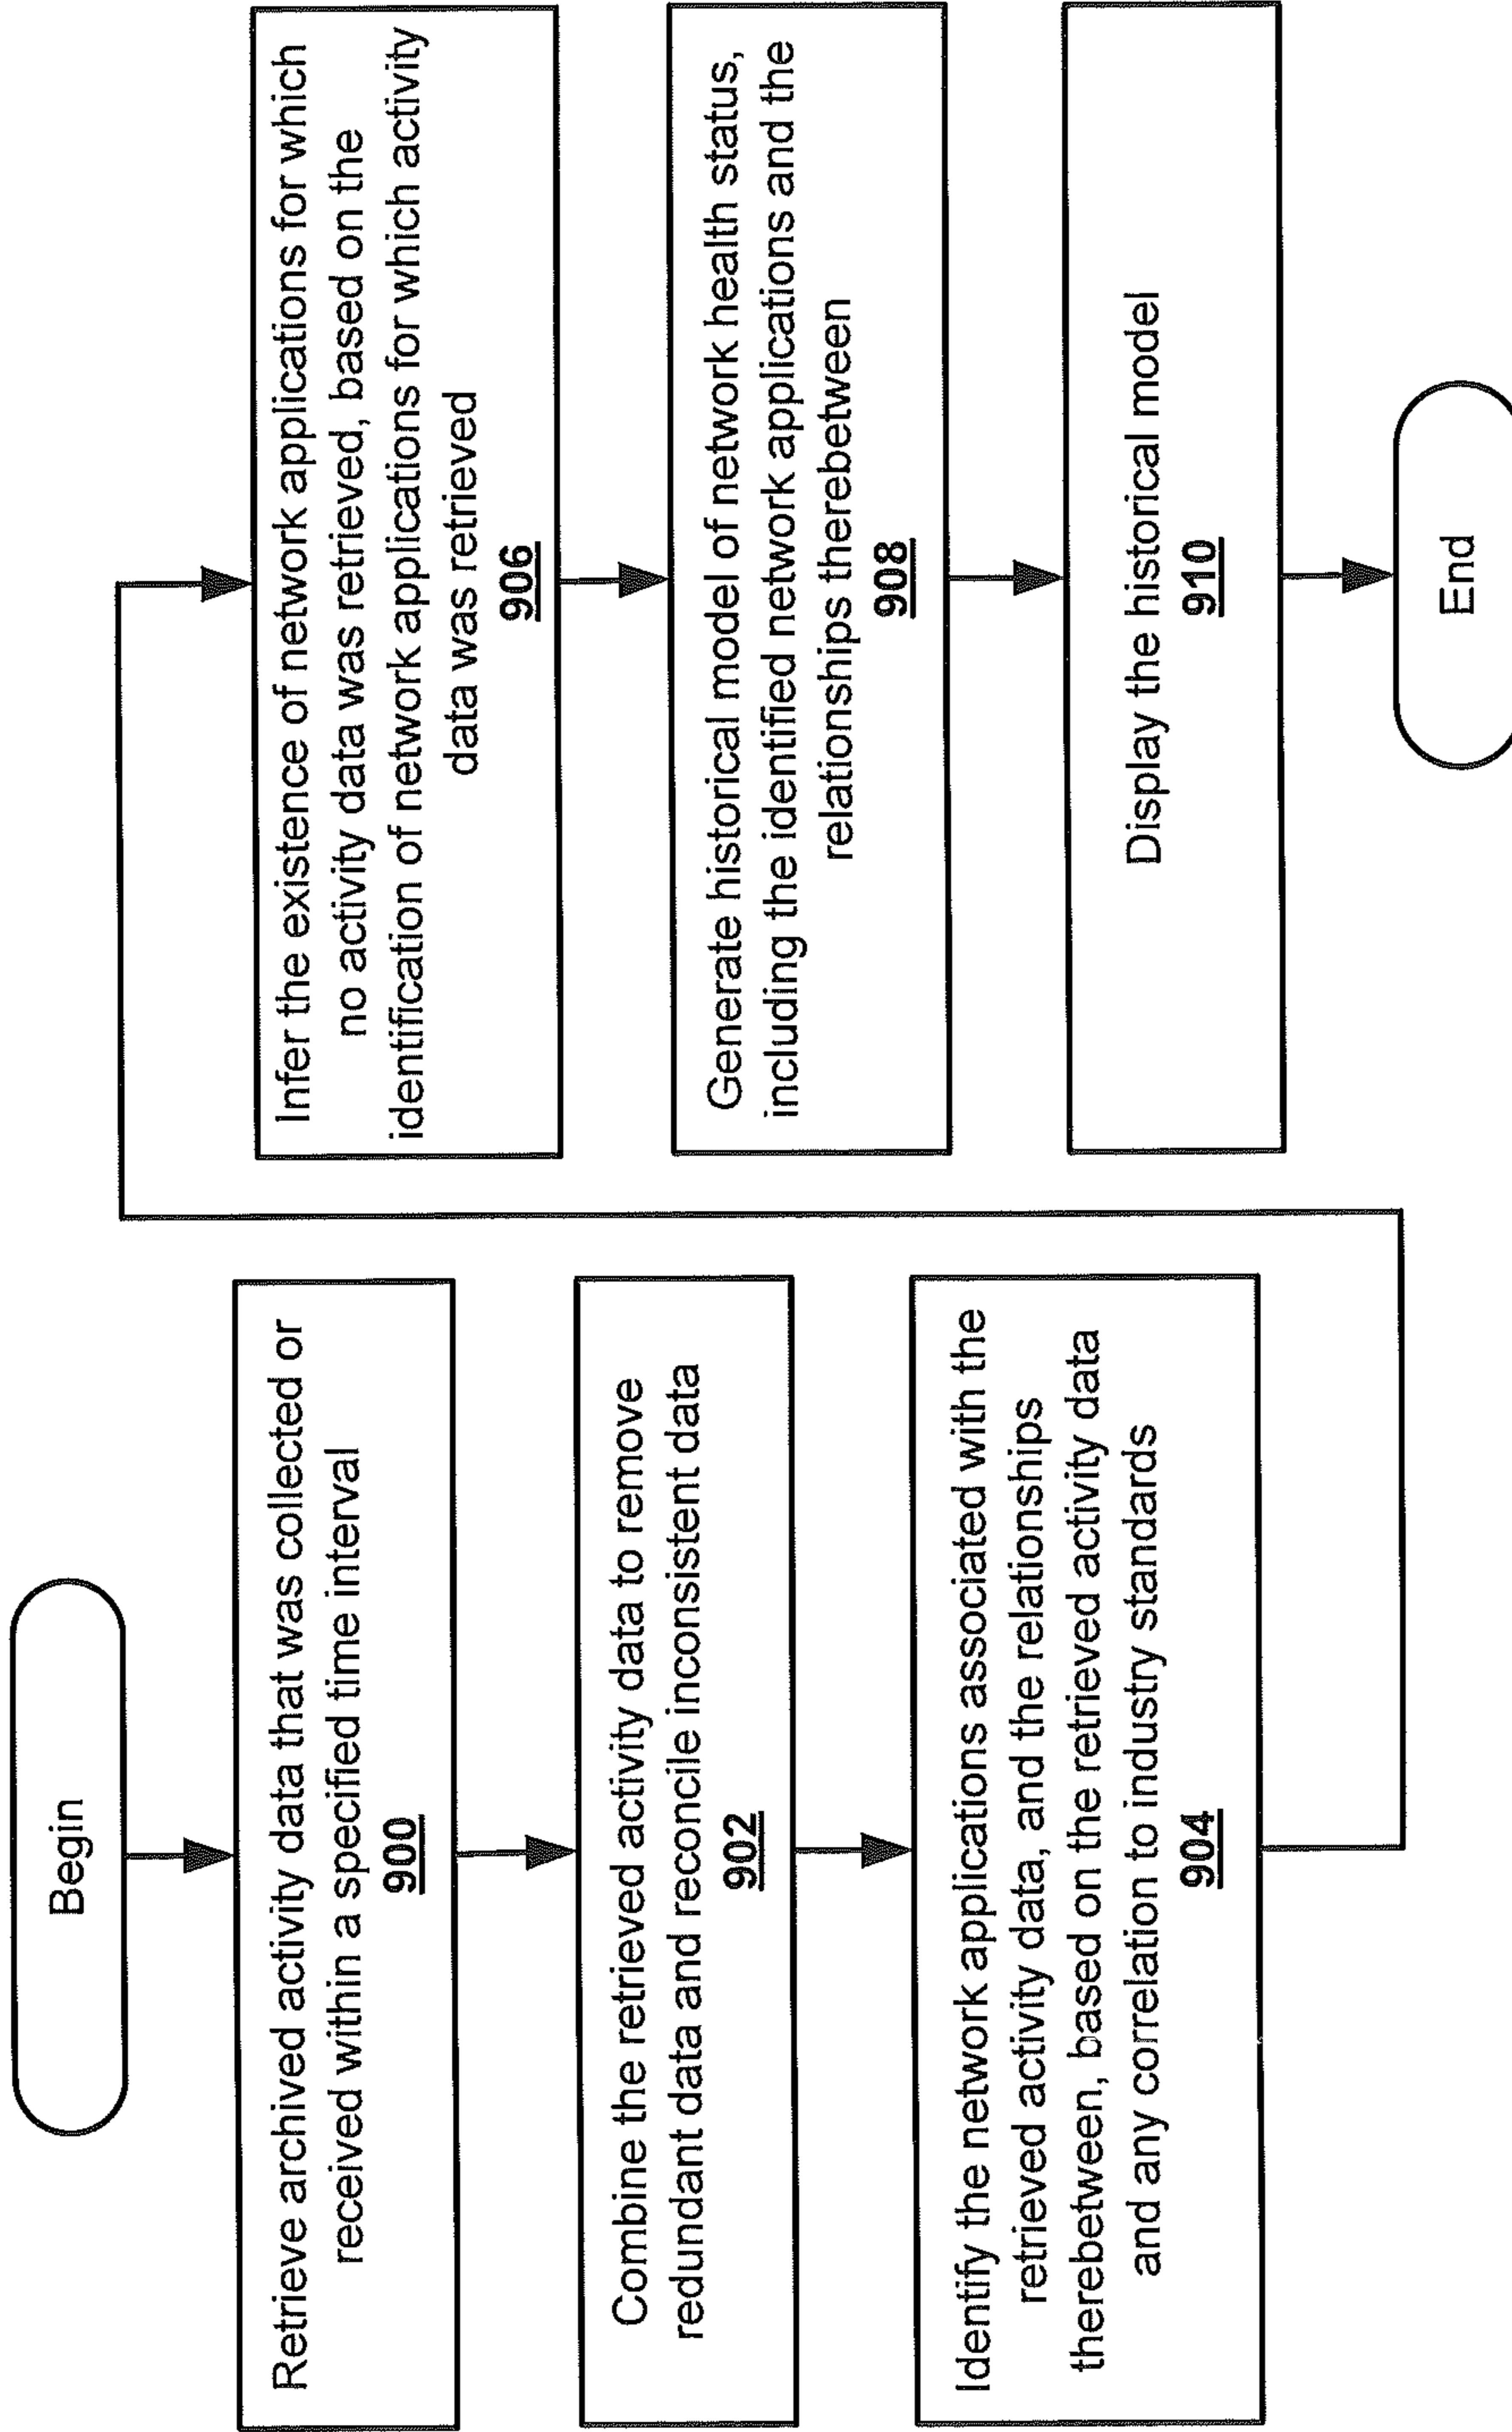 Begin
Retrieve archived activity data that was collected or
received within a specified time interval
900
Combine the retrieved activity data to remove
redundant data and reconcile inconsistent data
902
Identify the network applications associated with the
retrieved activity data, and the relationships
therebetween, based on the retrieved activity data
and any correlation to industry standards
904
Infer the existence of network applications for which
no activity data was retrieved, based on the
identification of network applications for which activity
data was retrieved
906
Generate historical model of network health status,
including the identified network applications and the
relationships therebetween
908
Display the historical model
910
End